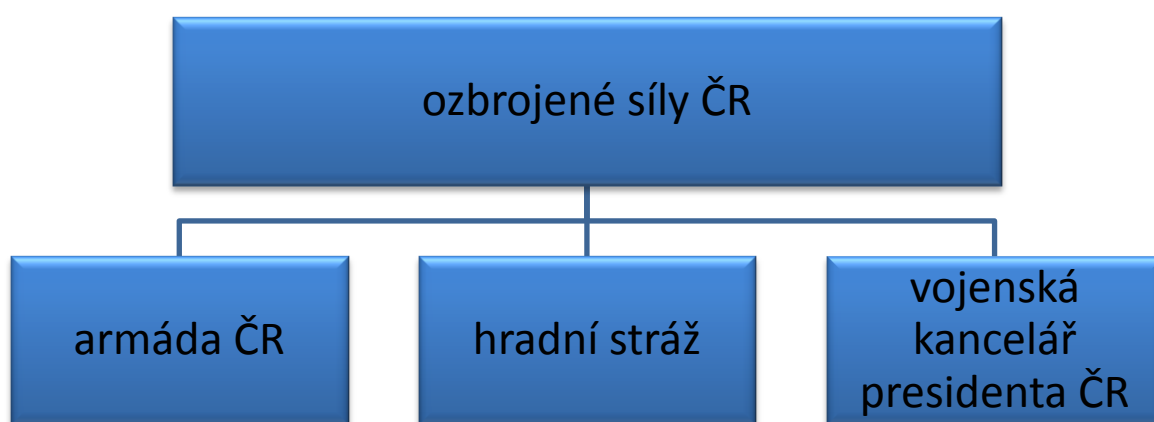 ozbrojené síly ČR
armáda ČR
hradní stráž
vojenská
kancelář
presidenta ČR